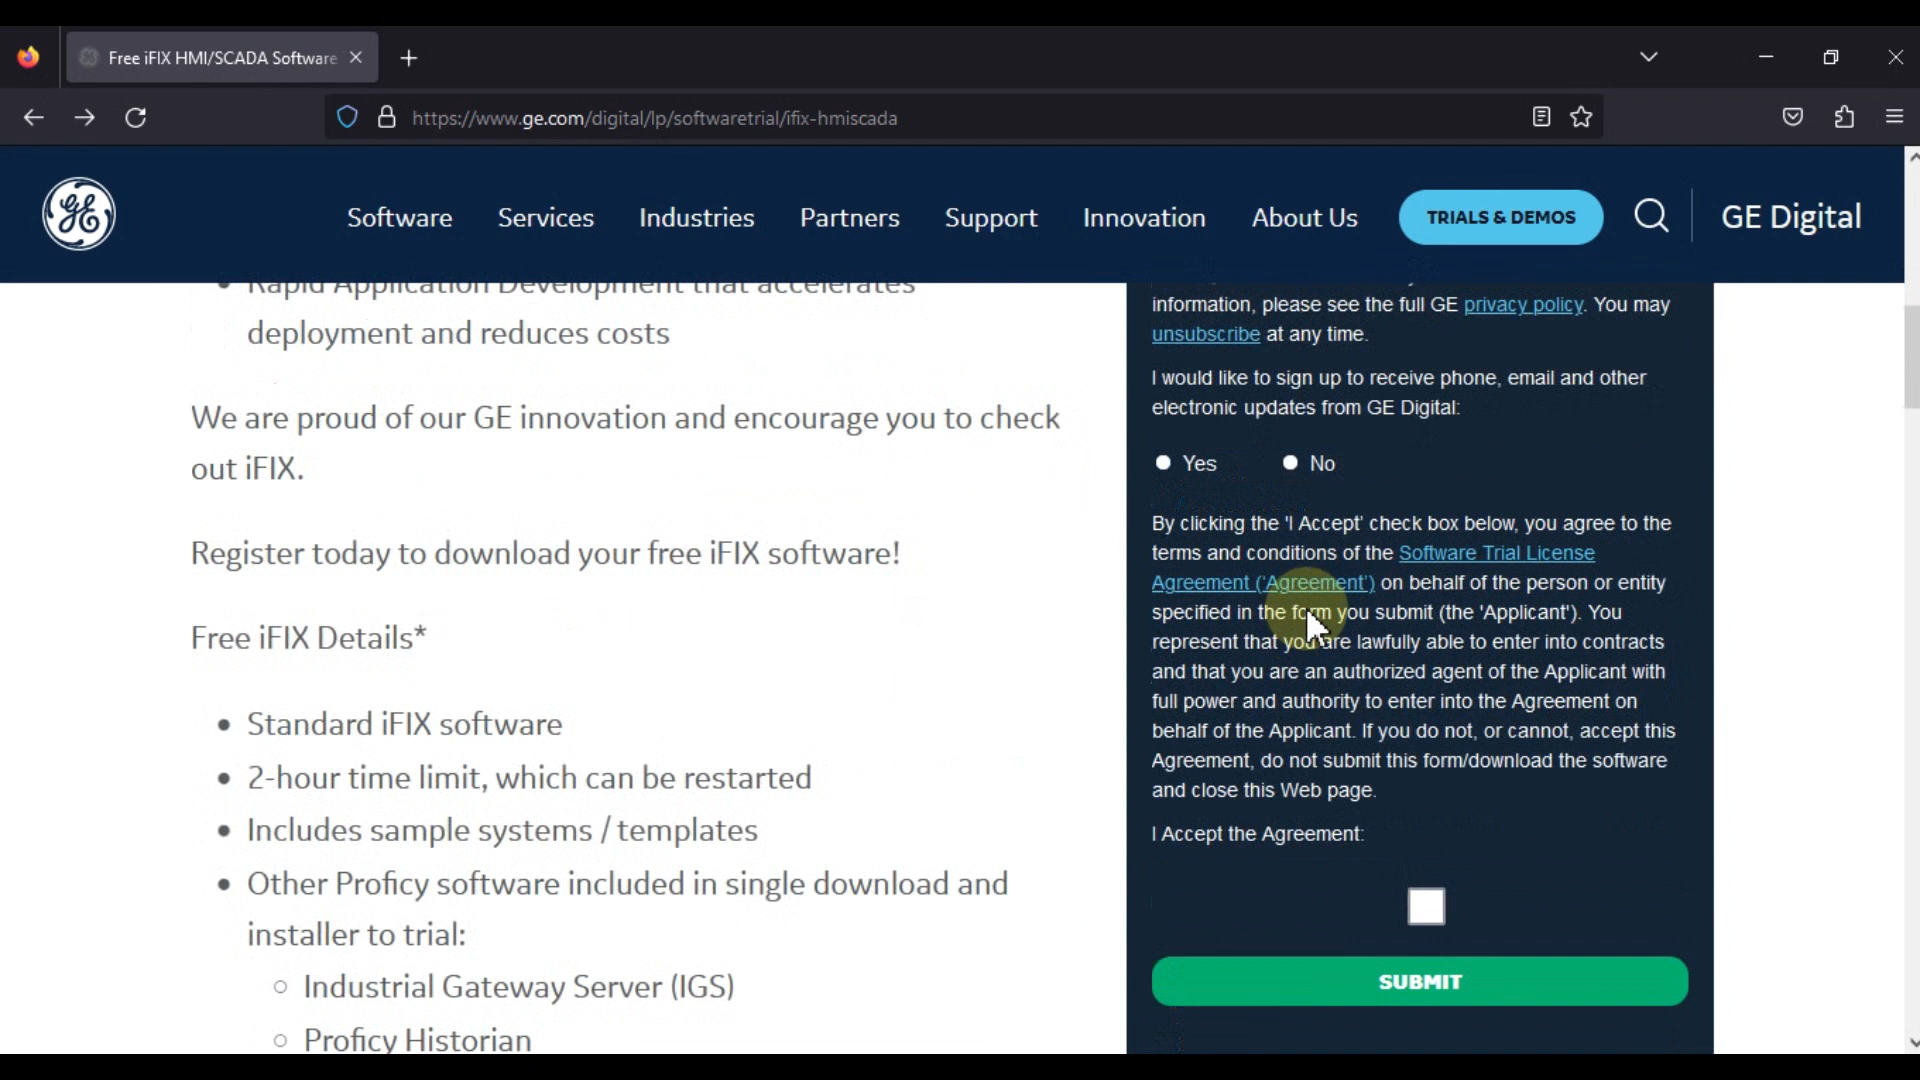 Free iFIX HMI/SCADA Software
https://www.ge.com/digital/lp/softwaretrial/ifix-hmiscada
Software Services Industries Partners Support Innovation About Us TRIALS & DEMOS GE Digital
Rapid Application Development that accelerates
deployment and reduces costs
We are proud of our GE innovation and encourage you to check
out iFIX.
Register today to download your free iFIX software!
Free iFIX Details*
Standard iFIX software
2-hour time limit, which can be restarted
Includes sample systems / templates
Other Proficy software included in single download and
installer to trial:
Industrial Gateway Server (IGS)
Proficy Historian
information, please see the full GE privacy policy. You may
unsubscribe at any time.
I would like to sign up to receive phone, email and other
electronic updates from GE Digital:
Yes No
By clicking the 'I Accept' check box below, you agree to the
terms and conditions of the Software Trial License
Agreement ('Agreement') on behalf of the person or entity
specified in the form you submit (the 'Applicant'). You
represent that you are lawfully able to enter into contracts
and that you are an authorized agent of the Applicant with
full power and authority to enter into the Agreement on
behalf of the Applicant. If you do not, or cannot, accept this
Agreement, do not submit this form/download the software
and close this Web page.
I Accept the Agreement:
SUBMIT